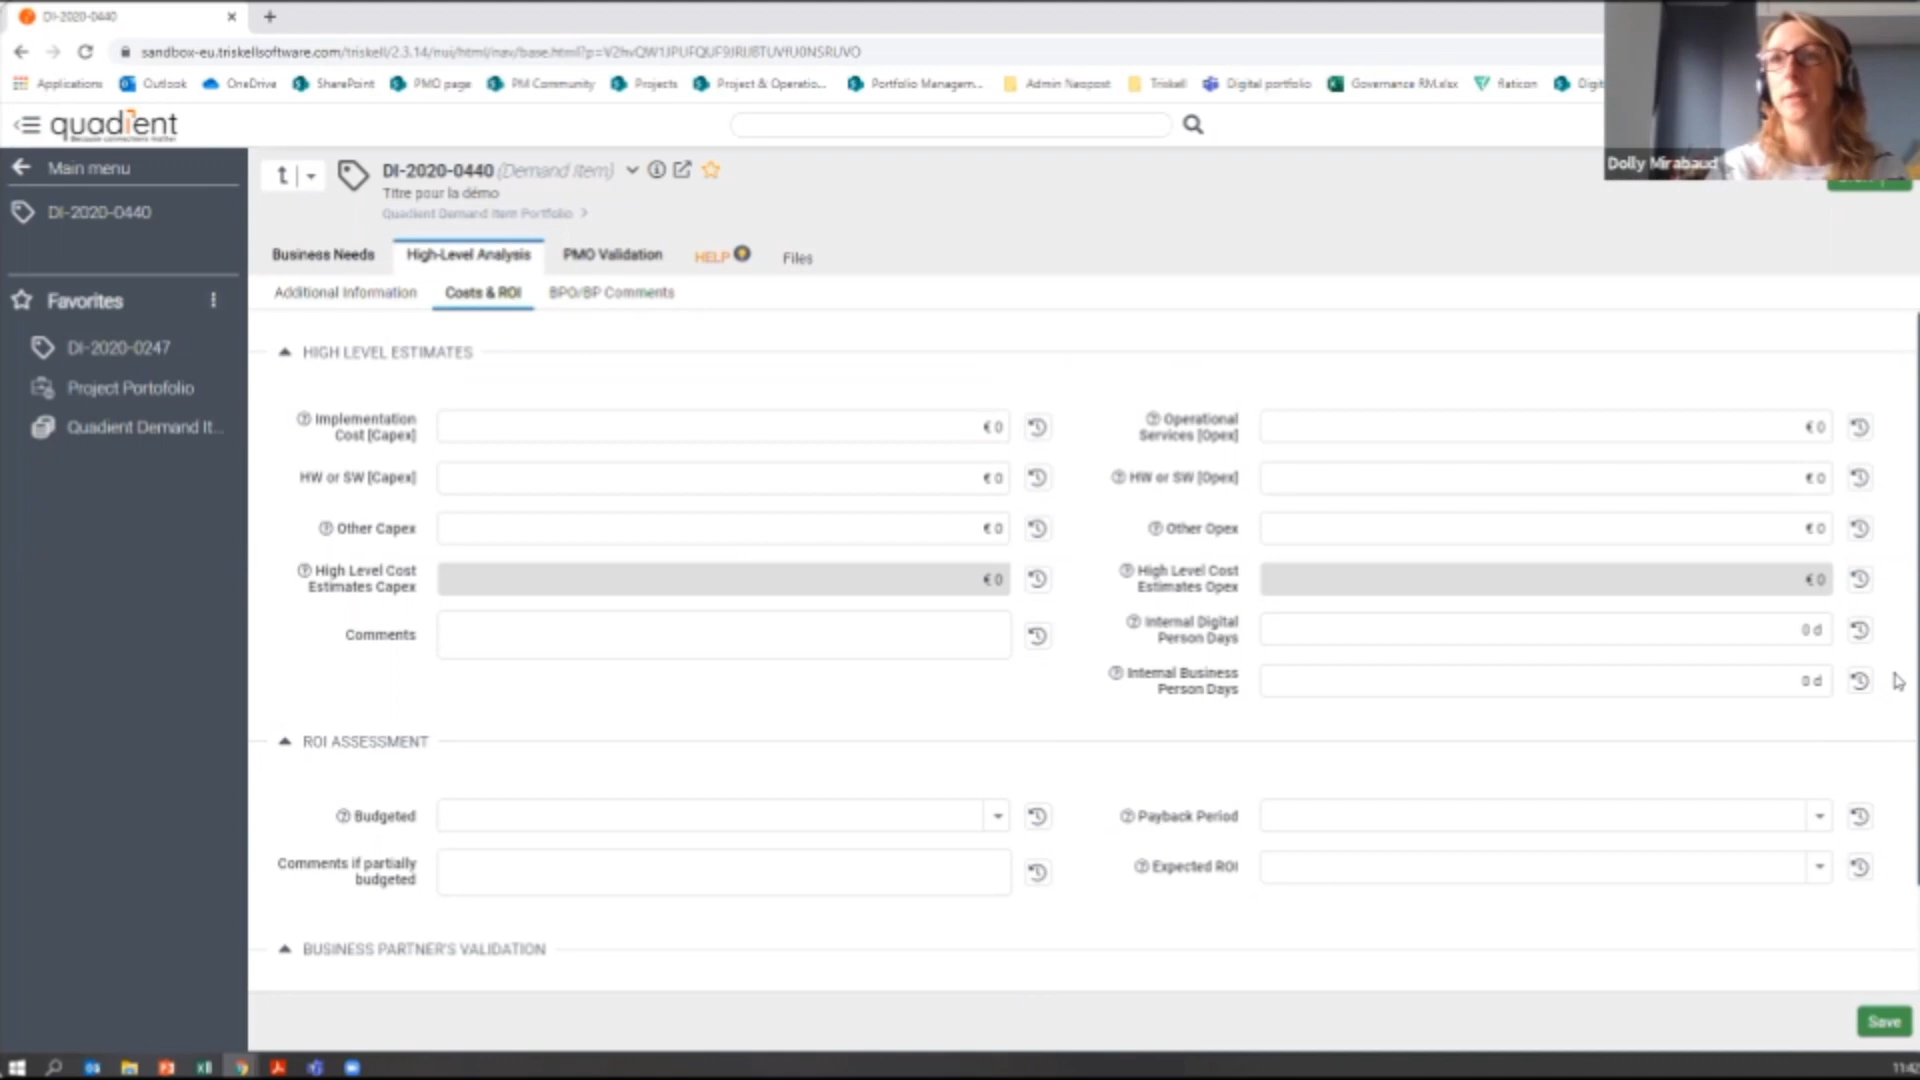 DI-2020-0440
sandbox-eu.triskellsoftware.com/triskell/2.3.14/nui/html/nav/base.html?p=
Applications Outlook OneDrive SharePoint PMO page PM Community Projects Project & Operatio... Portfolio Managem... Admin Neopost Triskell Digital portfolio Governance RM.xlsx flaticon
quadient
Because connections matter
Dolly Mirabaud
Main menu
DI-2020-0440
Favorites
DI-2020-0247
Project Portofolio
Quadient Demand It...
t
DI-2020-0440 (Demand Item)
Titre pour la démo
Quadient Demand Item Portfolio >
Business Needs High-Level Analysis PMO Validation HELP Files
Additional Information Costs & ROI BPO/BP Comments
HIGH LEVEL ESTIMATES
Implementation
Cost [Capex] € 0
Operational
Services [Opex] € 0
HW or SW [Capex] € 0
HW or SW [Opex] € 0
Other Capex € 0
Other Opex € 0
High Level Cost
Estimates Capex € 0
High Level Cost
Estimates Opex € 0
Comments
Internal Digital
Person Days 0 d
Internal Business
Person Days 0 d
ROI ASSESSMENT
Budgeted
Payback Period
Comments if partially
budgeted
Expected ROI
BUSINESS PARTNER'S VALIDATION
Save